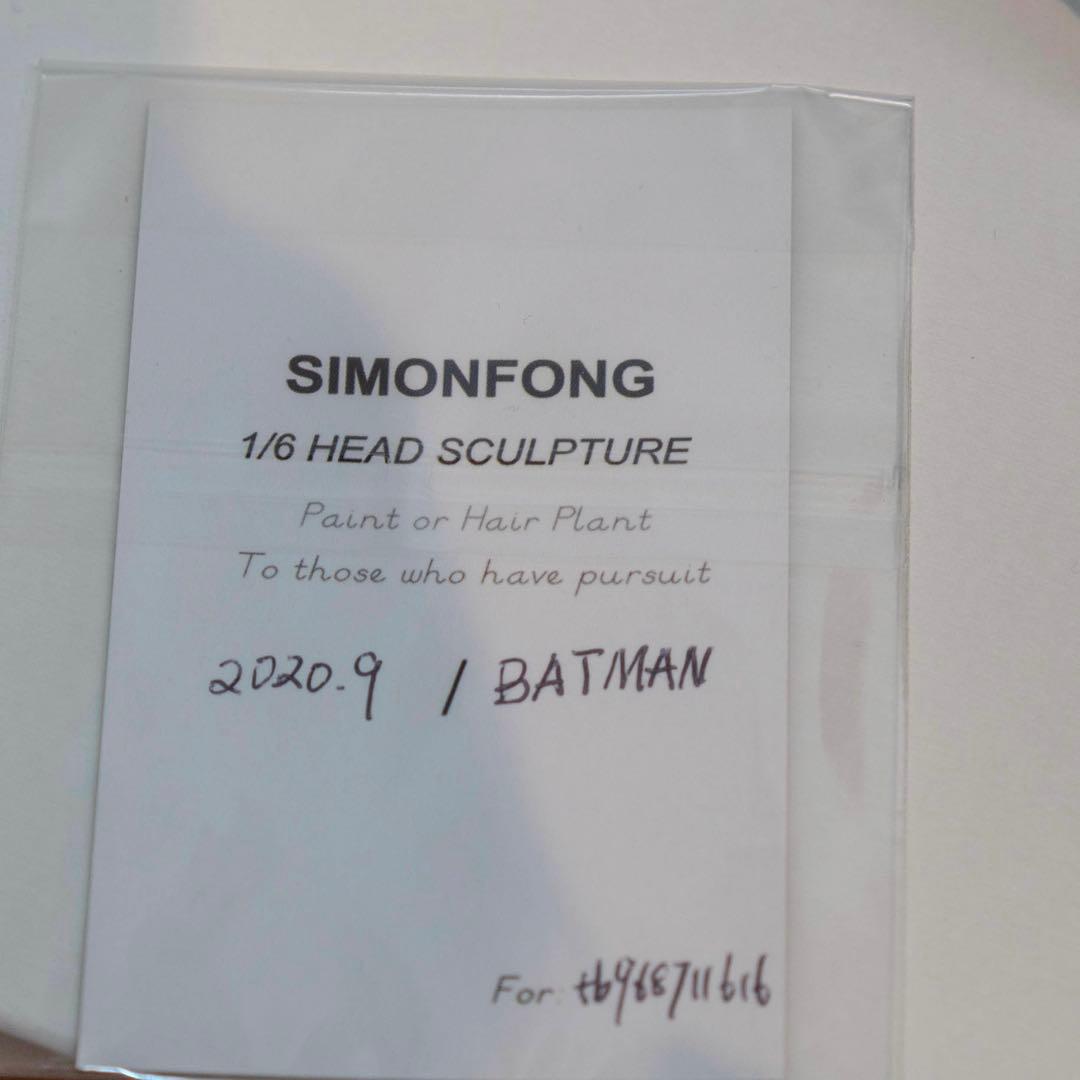 SIMONFONG
1/6 HEAD SCULPTURE
Paint or Hair Plant
To those who have pursuit
2020.9 / BATMAN
For: tb968711616